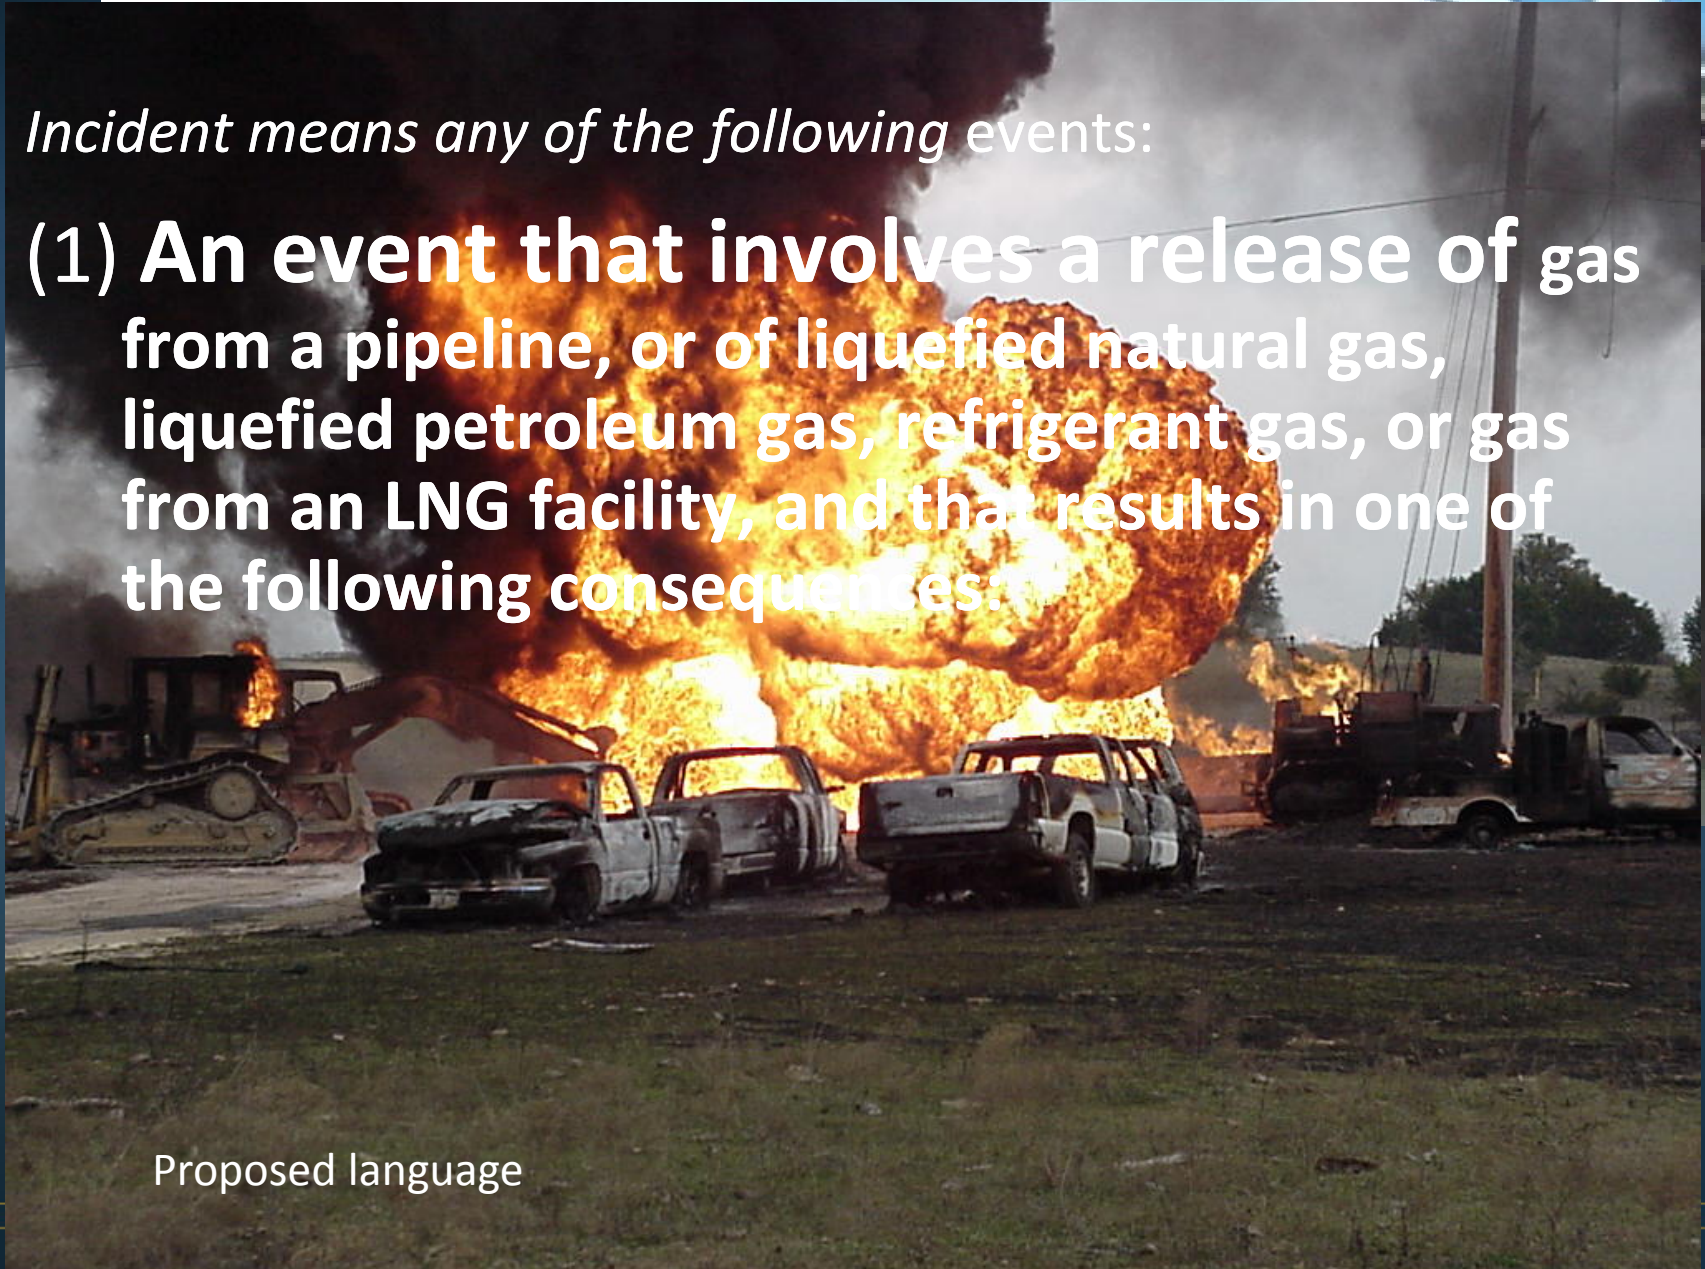 Incident means any of the following events:
(1) An event that involves a release of gas
from a pipeline, or of liquefied natural gas,
liquefied petroleum gas, refrigerant gas, or gas
from an LNG facility, and that results in one of
the following consequences:
Proposed language